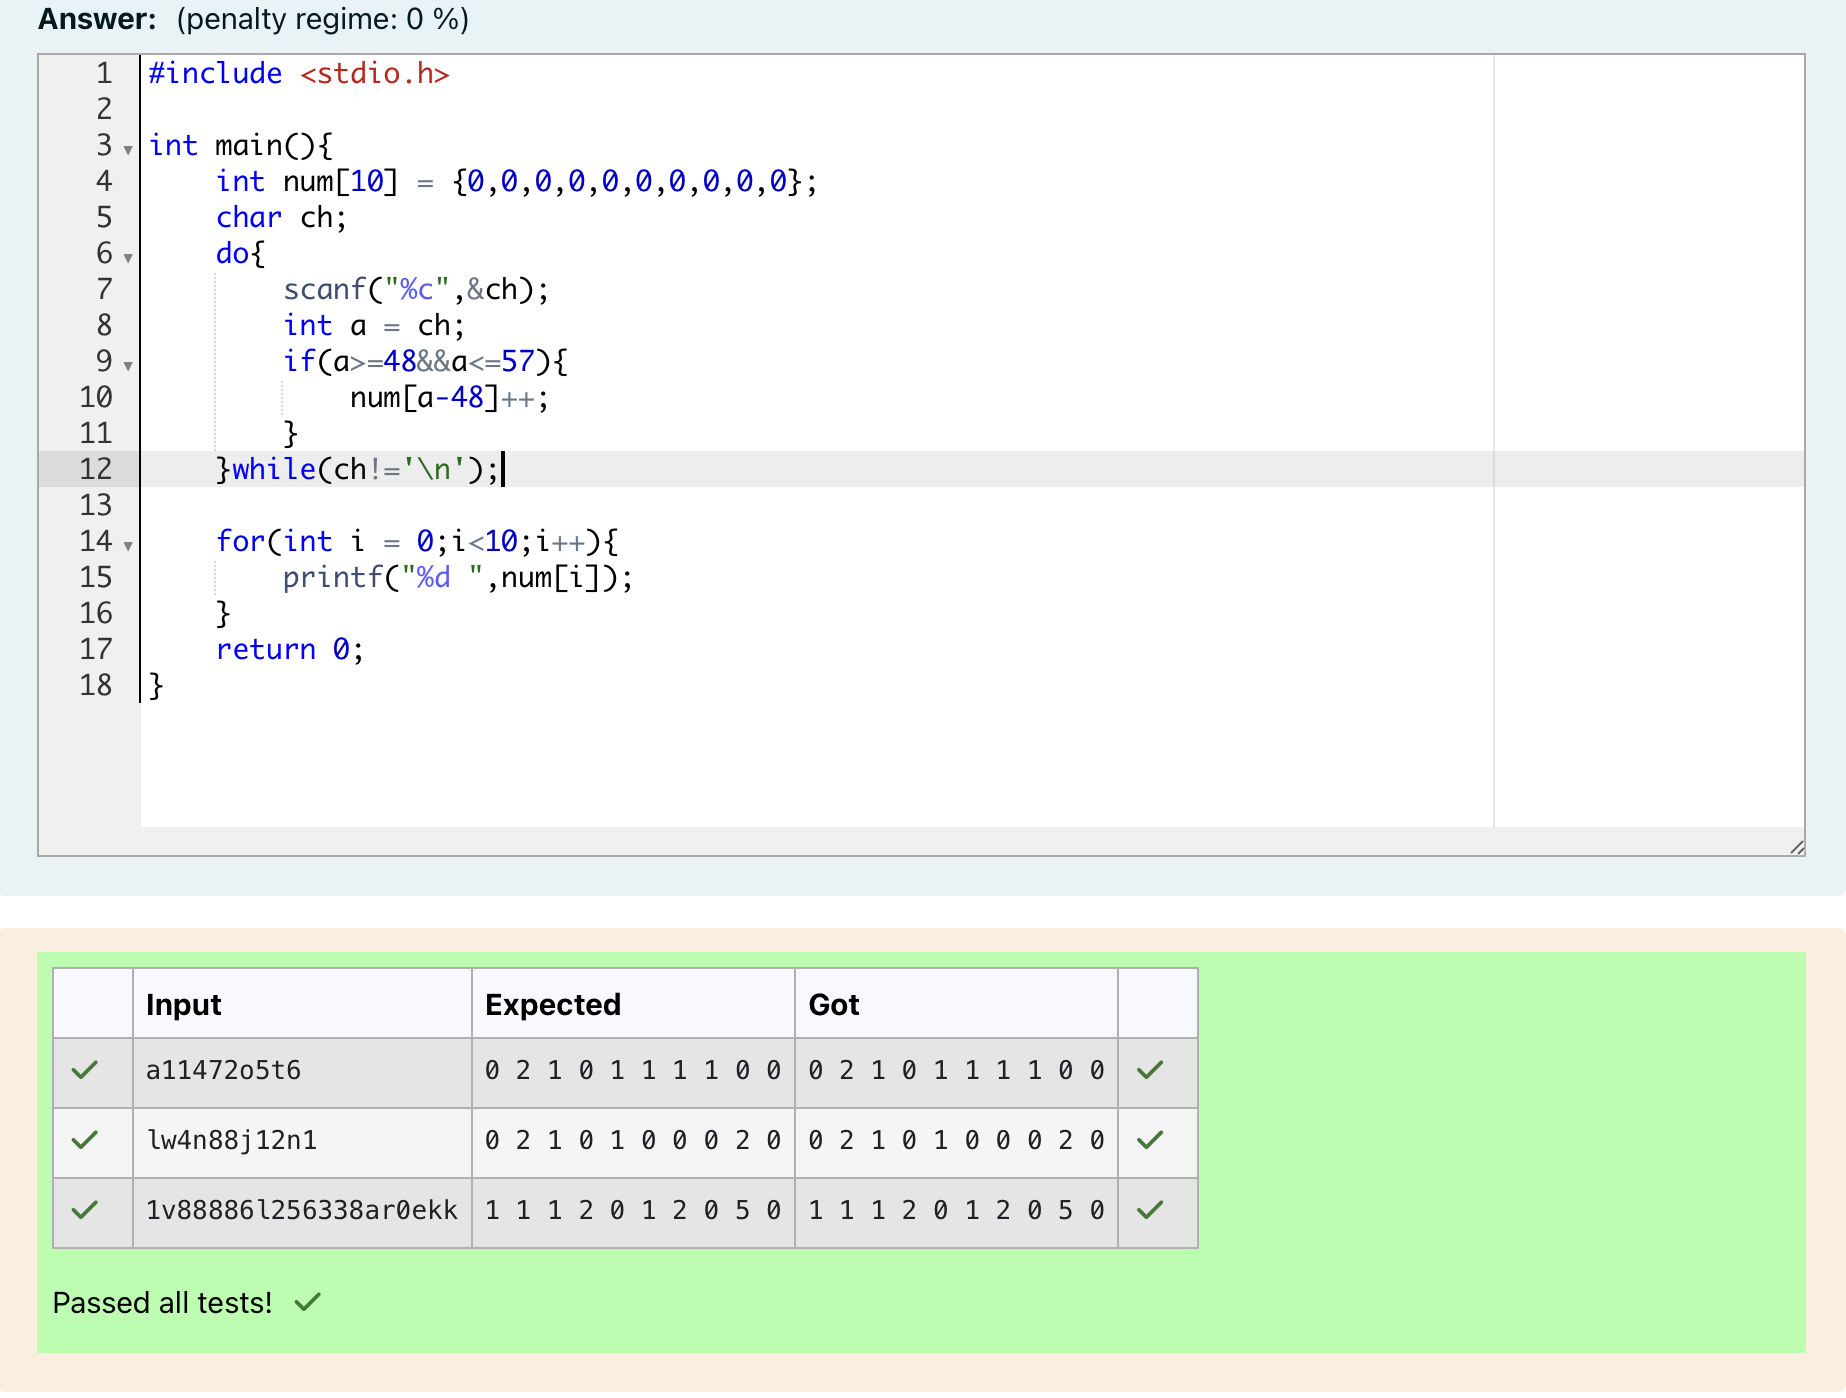 Answer: (penalty regime: 0 %)
1 #include <stdio.h>
2
3 int main(){
4     int num[10] = {0,0,0,0,0,0,0,0,0,0};
5     char ch;
6     do{
7         scanf("%c",&ch);
8         int a = ch;
9         if(a>=48&&a<=57){
10             num[a-48]++;
11         }
12     }while(ch!='\n');
13
14     for(int i = 0;i<10;i++){
15         printf("%d ",num[i]);
16     }
17     return 0;
18 }
Input Expected Got
a11472o5t6 0 2 1 0 1 1 1 1 0 0 0 2 1 0 1 1 1 1 0 0
lw4n88j12n1 0 2 1 0 1 0 0 0 2 0 0 2 1 0 1 0 0 0 2 0
1v88886l256338ar0ekk 1 1 1 2 0 1 2 0 5 0 1 1 1 2 0 1 2 0 5 0
Passed all tests!